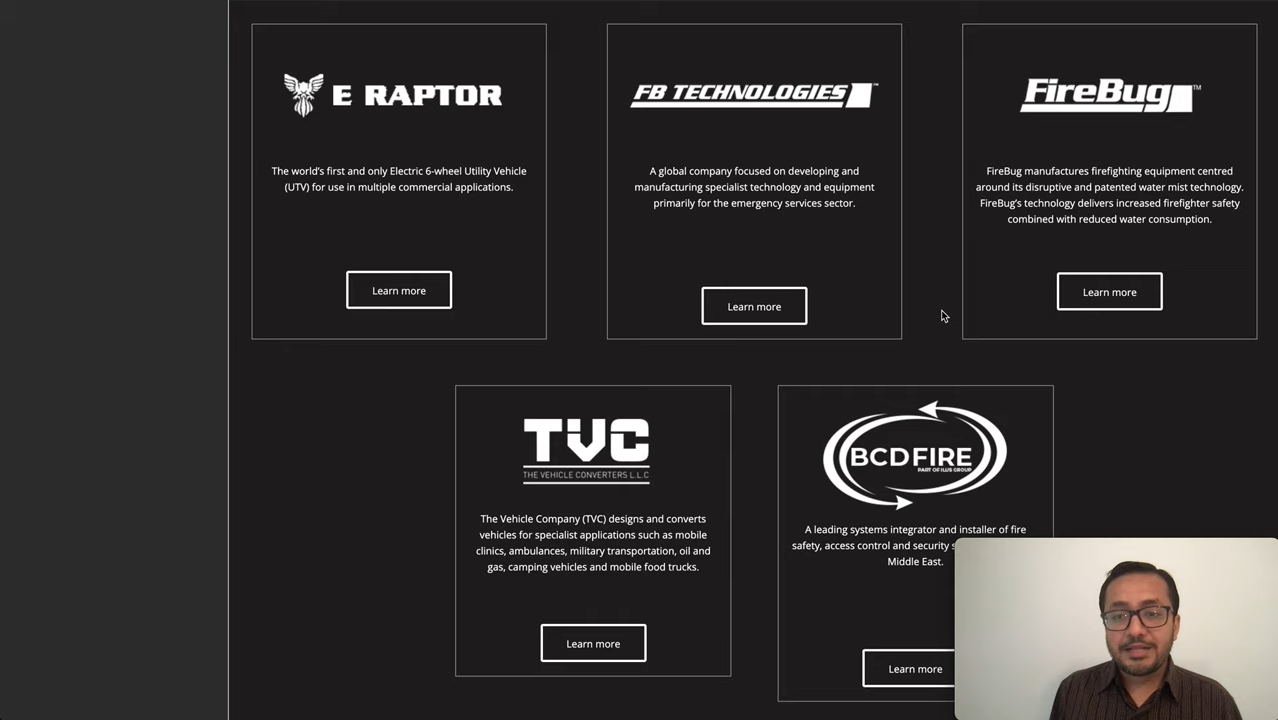 E RAPTOR
The world's first and only Electric 6-wheel Utility Vehicle
(UTV) for use in multiple commercial applications.
Learn more
FB TECHNOLOGIES™
A global company focused on developing and
manufacturing specialist technology and equipment
primarily for the emergency services sector.
Learn more
FireBug™
FireBug manufactures firefighting equipment centred
around its disruptive and patented water mist technology.
FireBug's technology delivers increased firefighter safety
combined with reduced water consumption.
Learn more
TVC
THE VEHICLE CONVERTERS L.L.C
The Vehicle Company (TVC) designs and converts
vehicles for specialist applications such as mobile
clinics, ambulances, military transportation, oil and
gas, camping vehicles and mobile food trucks.
Learn more
BCD FIRE
PART OF ILUS GROUP
A leading systems integrator and installer of fire
safety, access control and security
Middle East.
Learn more